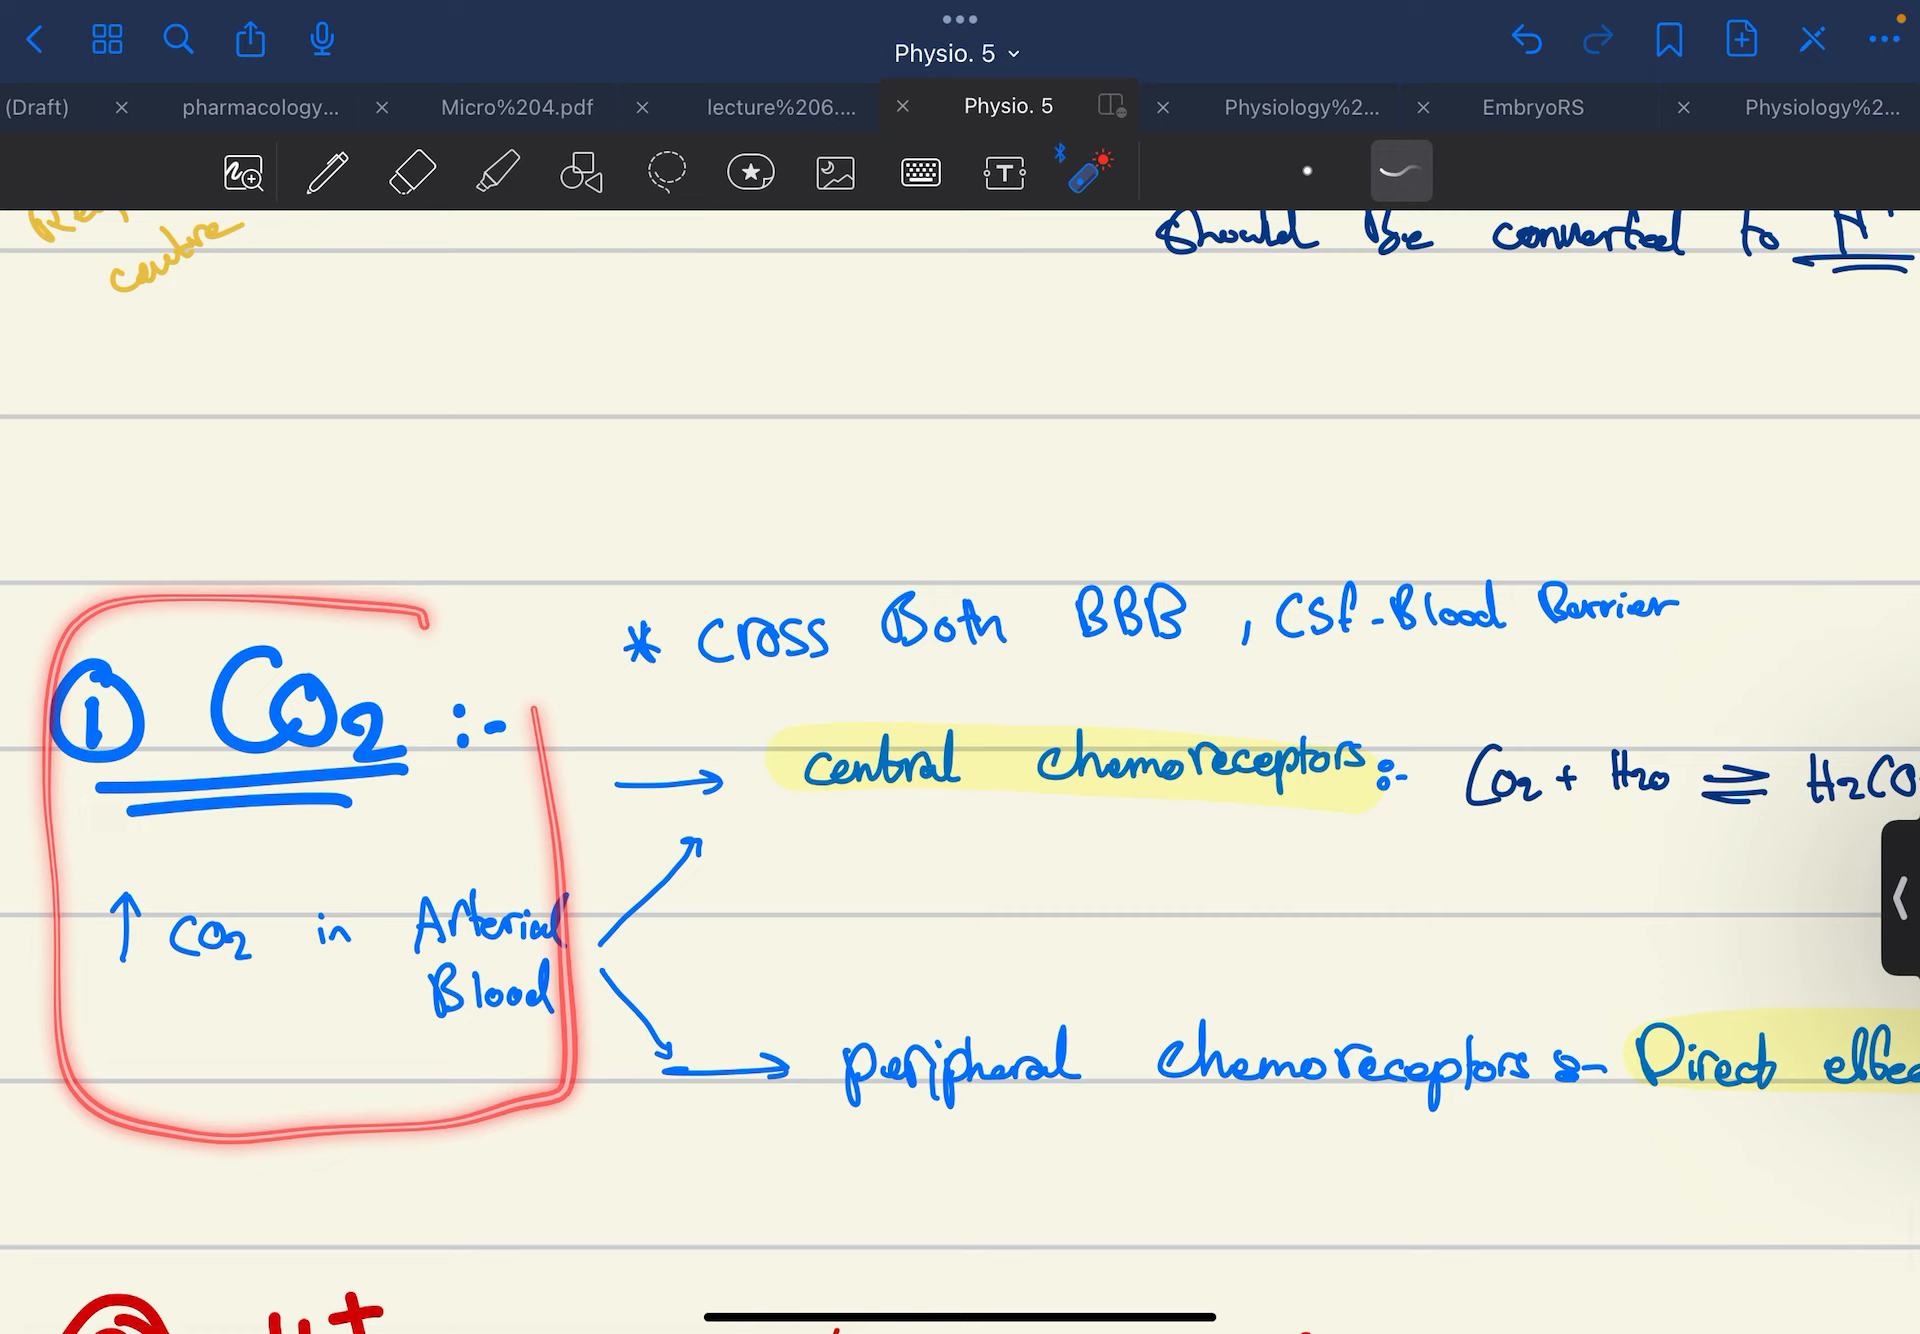 Physio. 5
(Draft) pharmacology... Micro%204.pdf lecture%206.... Physio. 5 Physiology%2... EmbryoRS Physiology%2...
centre
Should Be converted to H+
* Cross Both BBB , CSF-Blood Barrier
① CO2 :-
central chemoreceptors :- CO2 + H2O ⇌ H2CO
↑ CO2 in Arterial
Blood
peripheral chemoreceptors :- Direct effec
H+